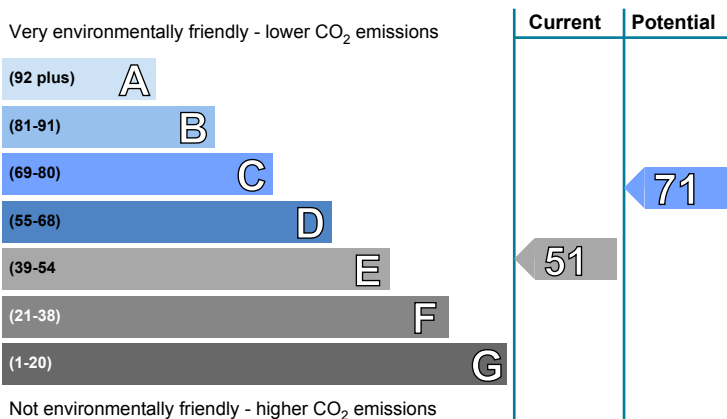 Very environmentally friendly - lower CO2 emissions
Current
Potential
(92 plus) A
(81-91) B
(69-80) C
71
(55-68) D
(39-54 E
51
(21-38) F
(1-20) G
Not environmentally friendly - higher CO2 emissions